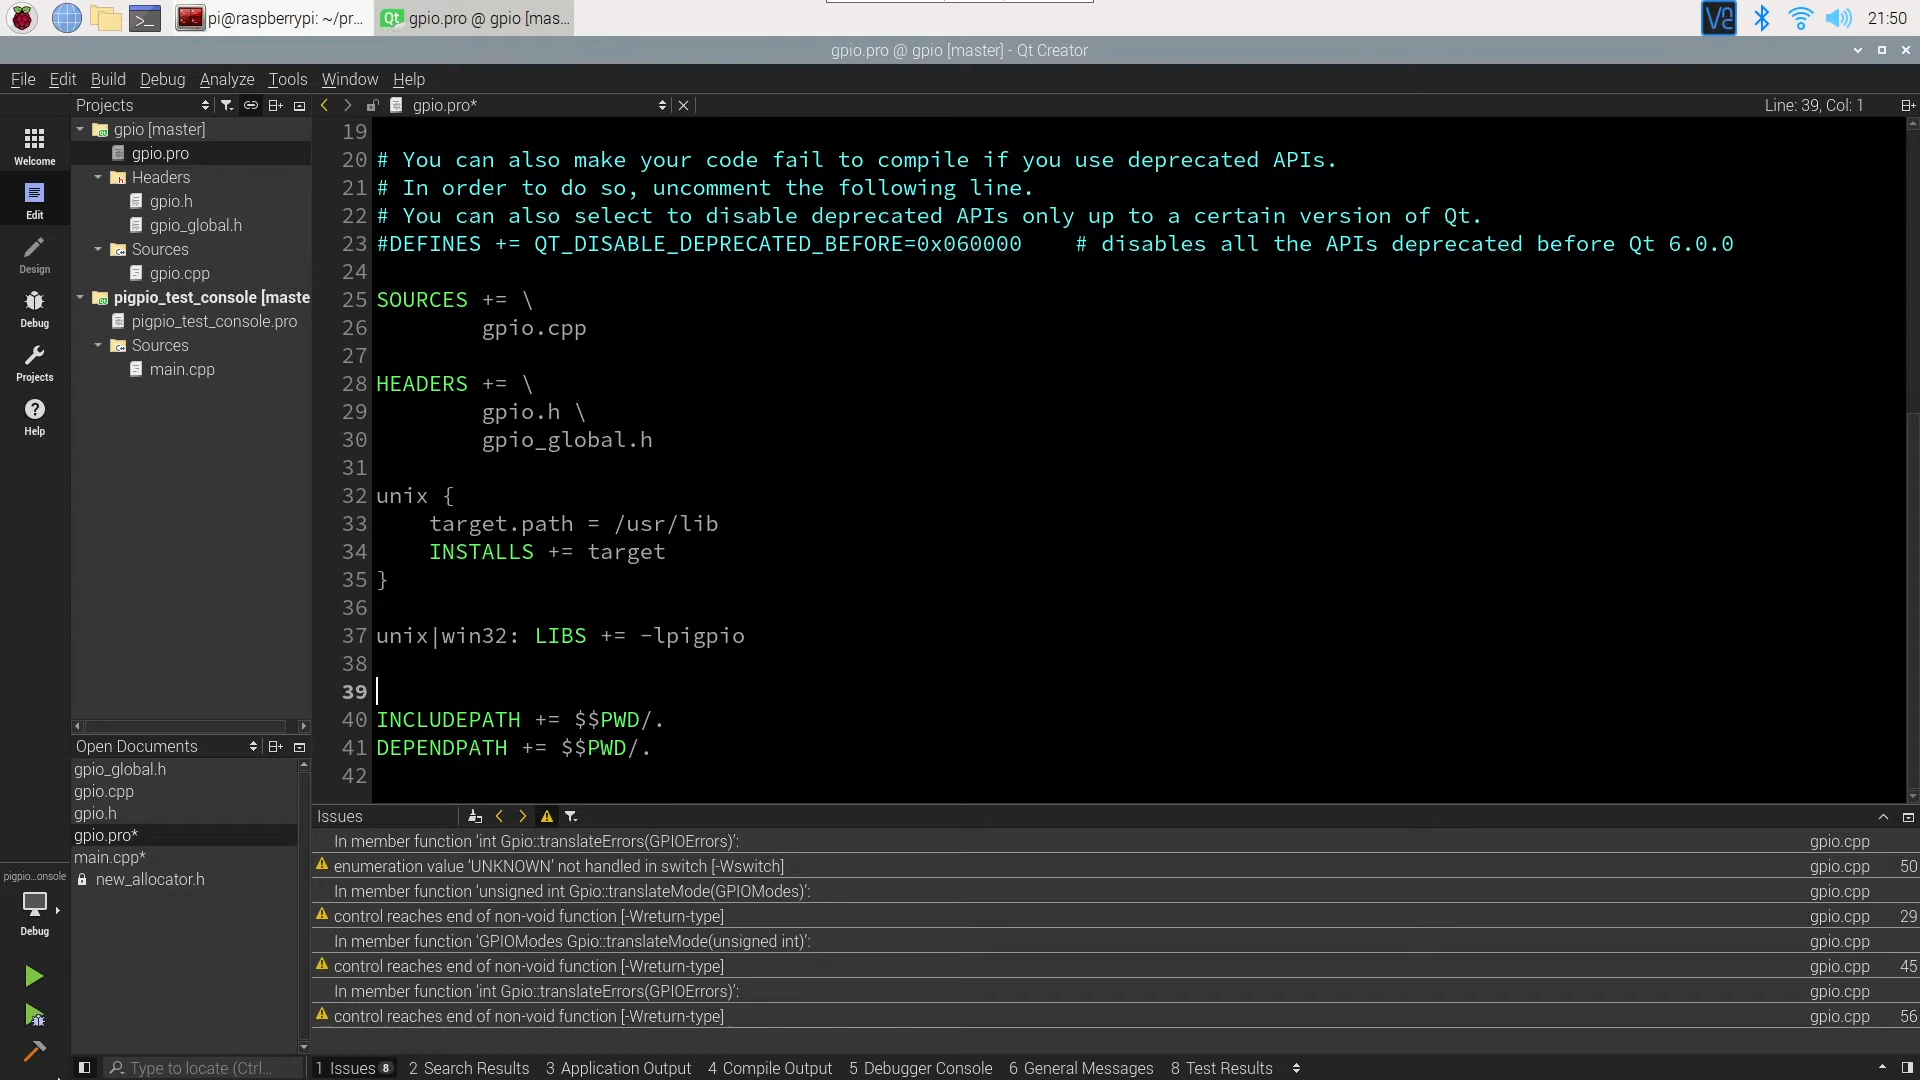 pi@raspberrypi: ~/pr...
gpio.pro @ gpio [mas...
21:50
gpio.pro @ gpio [master] - Qt Creator
File Edit Build Debug Analyze Tools Window Help
Projects
gpio.pro*
Line: 39, Col: 1
Welcome
Edit
Design
Debug
Projects
Help
gpio [master]
gpio.pro
Headers
gpio.h
gpio_global.h
Sources
gpio.cpp
pigpio_test_console [maste
pigpio_test_console.pro
Sources
main.cpp
19
20 # You can also make your code fail to compile if you use deprecated APIs.
21 # In order to do so, uncomment the following line.
22 # You can also select to disable deprecated APIs only up to a certain version of Qt.
23 #DEFINES += QT_DISABLE_DEPRECATED_BEFORE=0x060000    # disables all the APIs deprecated before Qt 6.0.0
24
25 SOURCES += \
26         gpio.cpp
27
28 HEADERS += \
29         gpio.h \
30         gpio_global.h
31
32 unix {
33     target.path = /usr/lib
34     INSTALLS += target
35 }
36
37 unix|win32: LIBS += -lpigpio
38
39
40 INCLUDEPATH += $$PWD/.
41 DEPENDPATH += $$PWD/.
42
Open Documents
gpio_global.h
gpio.cpp
gpio.h
gpio.pro*
main.cpp*
new_allocator.h
pigpio...onsole
Debug
Issues
In member function ‘int Gpio::translateErrors(GPIOErrors)’: gpio.cpp
enumeration value ‘UNKNOWN’ not handled in switch [-Wswitch] gpio.cpp 50
In member function ‘unsigned int Gpio::translateMode(GPIOModes)’: gpio.cpp
control reaches end of non-void function [-Wreturn-type] gpio.cpp 29
In member function ‘GPIOModes Gpio::translateMode(unsigned int)’: gpio.cpp
control reaches end of non-void function [-Wreturn-type] gpio.cpp 45
In member function ‘int Gpio::translateErrors(GPIOErrors)’: gpio.cpp
control reaches end of non-void function [-Wreturn-type] gpio.cpp 56
Type to locate (Ctrl...
1 Issues 8
2 Search Results
3 Application Output
4 Compile Output
5 Debugger Console
6 General Messages
8 Test Results